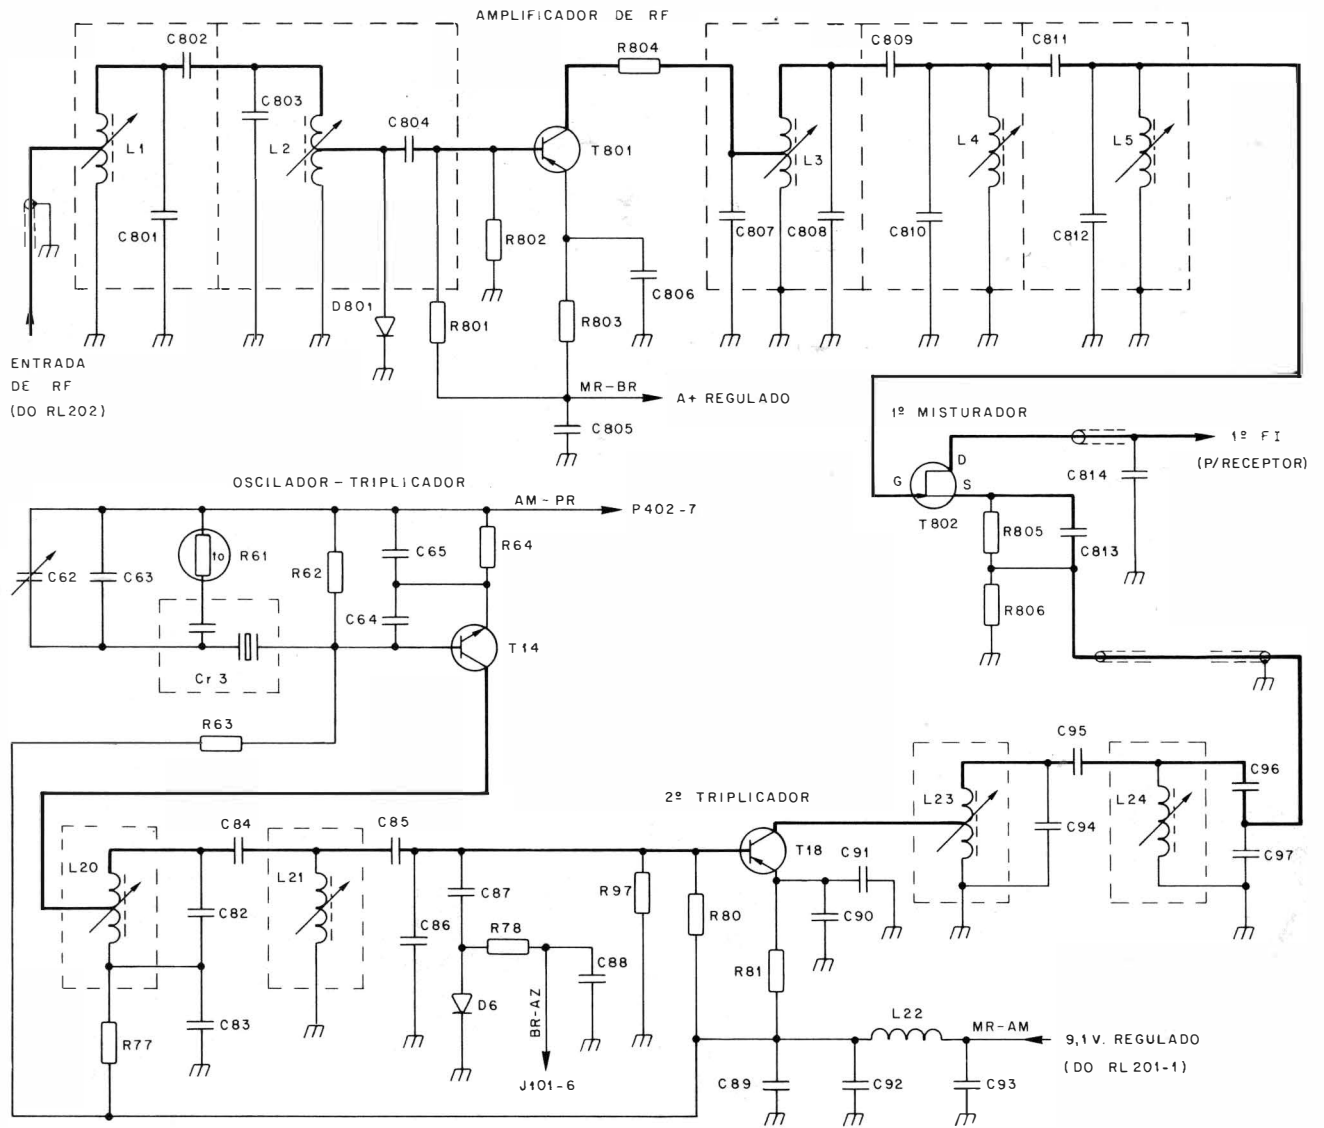 AMPLIFICADOR DE RF
C802
R804
C809
C811
C803
C804
L1
L2
T801
L3
L4
L5
C801
R802
C807
C808
C810
C812
C806
D801
R801
R803
ENTRADA
DE RF
(DO RL202)
MR-BR
A+ REGULADO
C805
1º MISTURADOR
1º FI
(P/RECEPTOR)
D
G
S
C814
T802
R805
C813
R806
OSCILADOR-TRIPLICADOR
AM-PR
P402-7
C62
C63
to
R61
R62
C65
R64
C64
T14
Cr3
R63
C95
C96
L23
L24
C94
C97
2º TRIPLICADOR
C84
C85
L20
L21
T18
C91
C87
R97
R80
C90
C82
C86
R78
C88
R81
D6
BR-AZ
C83
R77
J101-6
L22
MR-AM
9,1V. REGULADO
(DO RL201-1)
C89
C92
C93